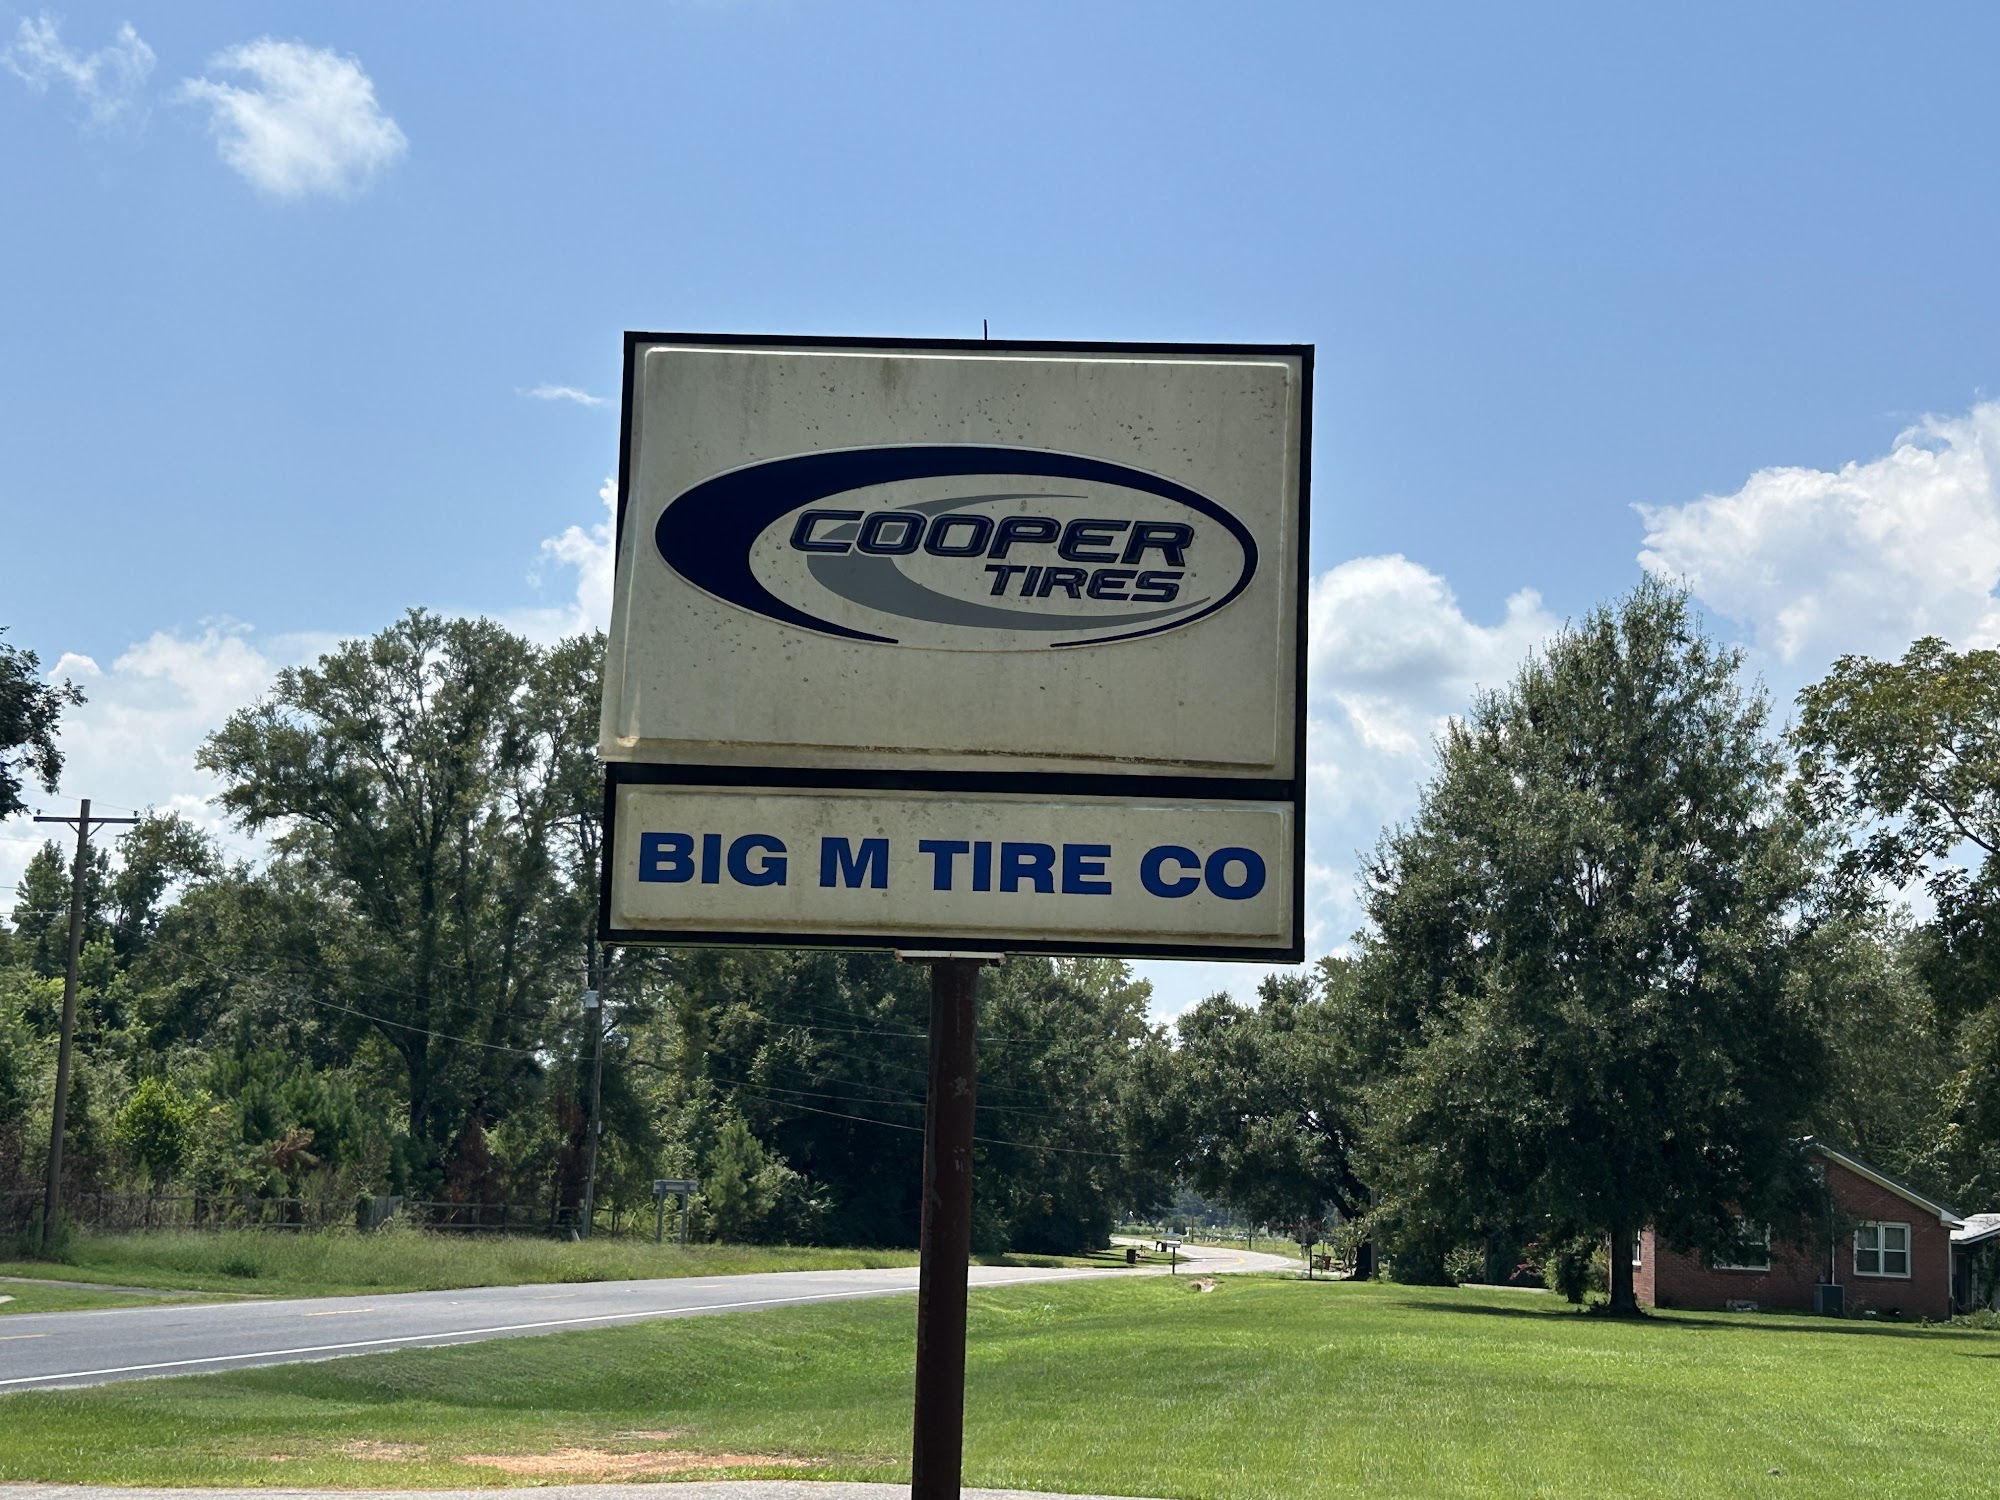 COOPER
TIRES
BIG M TIRE CO